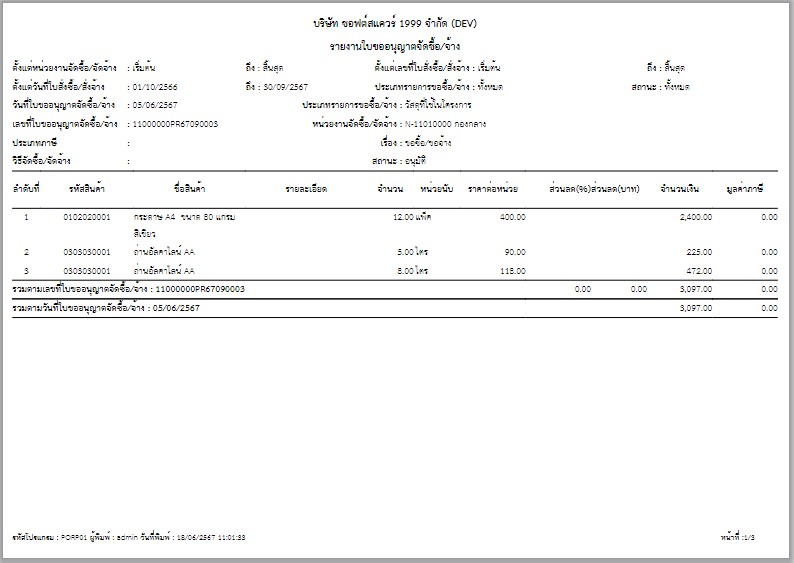 บริษัท ซอฟต์สแควร์ 1999 จำกัด (DEV)
รายงานใบขออนุญาตจัดซื้อ/จ้าง
ตั้งแต่หน่วยงานจัดซื้อ/จัดจ้าง : เริ่มต้น ถึง : สิ้นสุด ตั้งแต่เลขที่ใบสั่งซื้อ/สั่งจ้าง : เริ่มต้น ถึง : สิ้นสุด
ตั้งแต่วันที่ใบสั่งซื้อ/สั่งจ้าง : 01/10/2566 ถึง : 30/09/2567 ประเภทรายการขอซื้อ/จ้าง : ทั้งหมด สถานะ : ทั้งหมด
วันที่ใบขออนุญาตจัดซื้อ/จ้าง : 05/06/2567 ประเภทรายการขอซื้อ/จ้าง : วัสดุที่ใช้ในโครงการ
เลขที่ใบขออนุญาตจัดซื้อ/จ้าง : 11000000PR67090003 หน่วยงานจัดซื้อ/จัดจ้าง : N-11010000 กองกลาง
ประเภทภาษี : เรื่อง : ขอซื้อ/ขอจ้าง
วิธีจัดซื้อ/จัดจ้าง : สถานะ : อนุมัติ
ลำดับที่ รหัสสินค้า ชื่อสินค้า รายละเอียด จำนวน หน่วยนับ ราคาต่อหน่วย ส่วนลด(%) ส่วนลด(บาท) จำนวนเงิน มูลค่าภาษี
1 0102020001 กระดาษ A4 ขนาด 80 แกรม 12.00 แพ็ค 400.00 2,400.00 0.00
สีเขียว
2 0303030001 ถ่านอัลคาไลน์ AA 5.00 โหร 90.00 225.00 0.00
3 0303030001 ถ่านอัลคาไลน์ AA 8.00 โหร 118.00 472.00 0.00
รวมตามเลขที่ใบขออนุญาตจัดซื้อ/จ้าง : 11000000PR67090003 0.00 0.00 3,097.00 0.00
รวมตามวันที่ใบขออนุญาตจัดซื้อ/จ้าง : 05/06/2567 3,097.00 0.00
รหัสโปรแกรม : PORP01 ผู้พิมพ์ : admin วันที่พิมพ์ : 18/06/2567 11:01:33 หน้าที่ :1/3